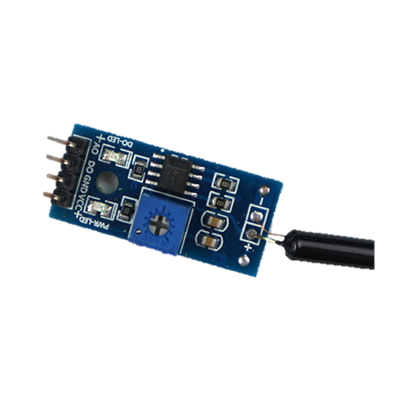 DO-LED
AO DO GND VCC
PWR-LED
+
-
+